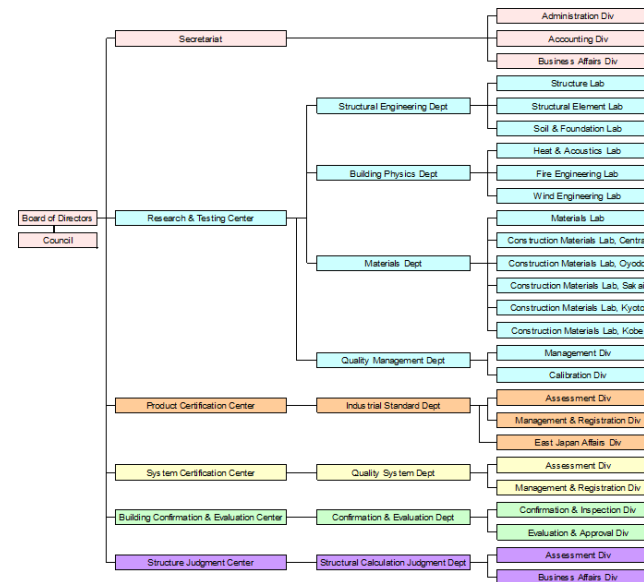 Board of Directors
Council
Secretariat
Administration Div
Accounting Div
Business Affairs Div
Research & Testing Center
Structural Engineering Dept
Structure Lab
Structural Element Lab
Soil & Foundation Lab
Building Physics Dept
Heat & Acoustics Lab
Fire Engineering Lab
Wind Engineering Lab
Materials Dept
Materials Lab
Construction Materials Lab, Centra
Construction Materials Lab, Oyodo
Construction Materials Lab, Sakai
Construction Materials Lab, Kyoto
Construction Materials Lab, Kobe
Quality Management Dept
Management Div
Calibration Div
Product Certification Center
Industrial Standard Dept
Assessment Div
Management & Registration Div
East Japan Affairs Div
System Certification Center
Quality System Dept
Assessment Div
Management & Registration Div
Building Confirmation & Evaluation Center
Confirmation & Evaluation Dept
Confirmation & Inspection Div
Evaluation & Approval Div
Structure Judgment Center
Structural Calculation Judgment Dept
Assessment Div
Business Affairs Div